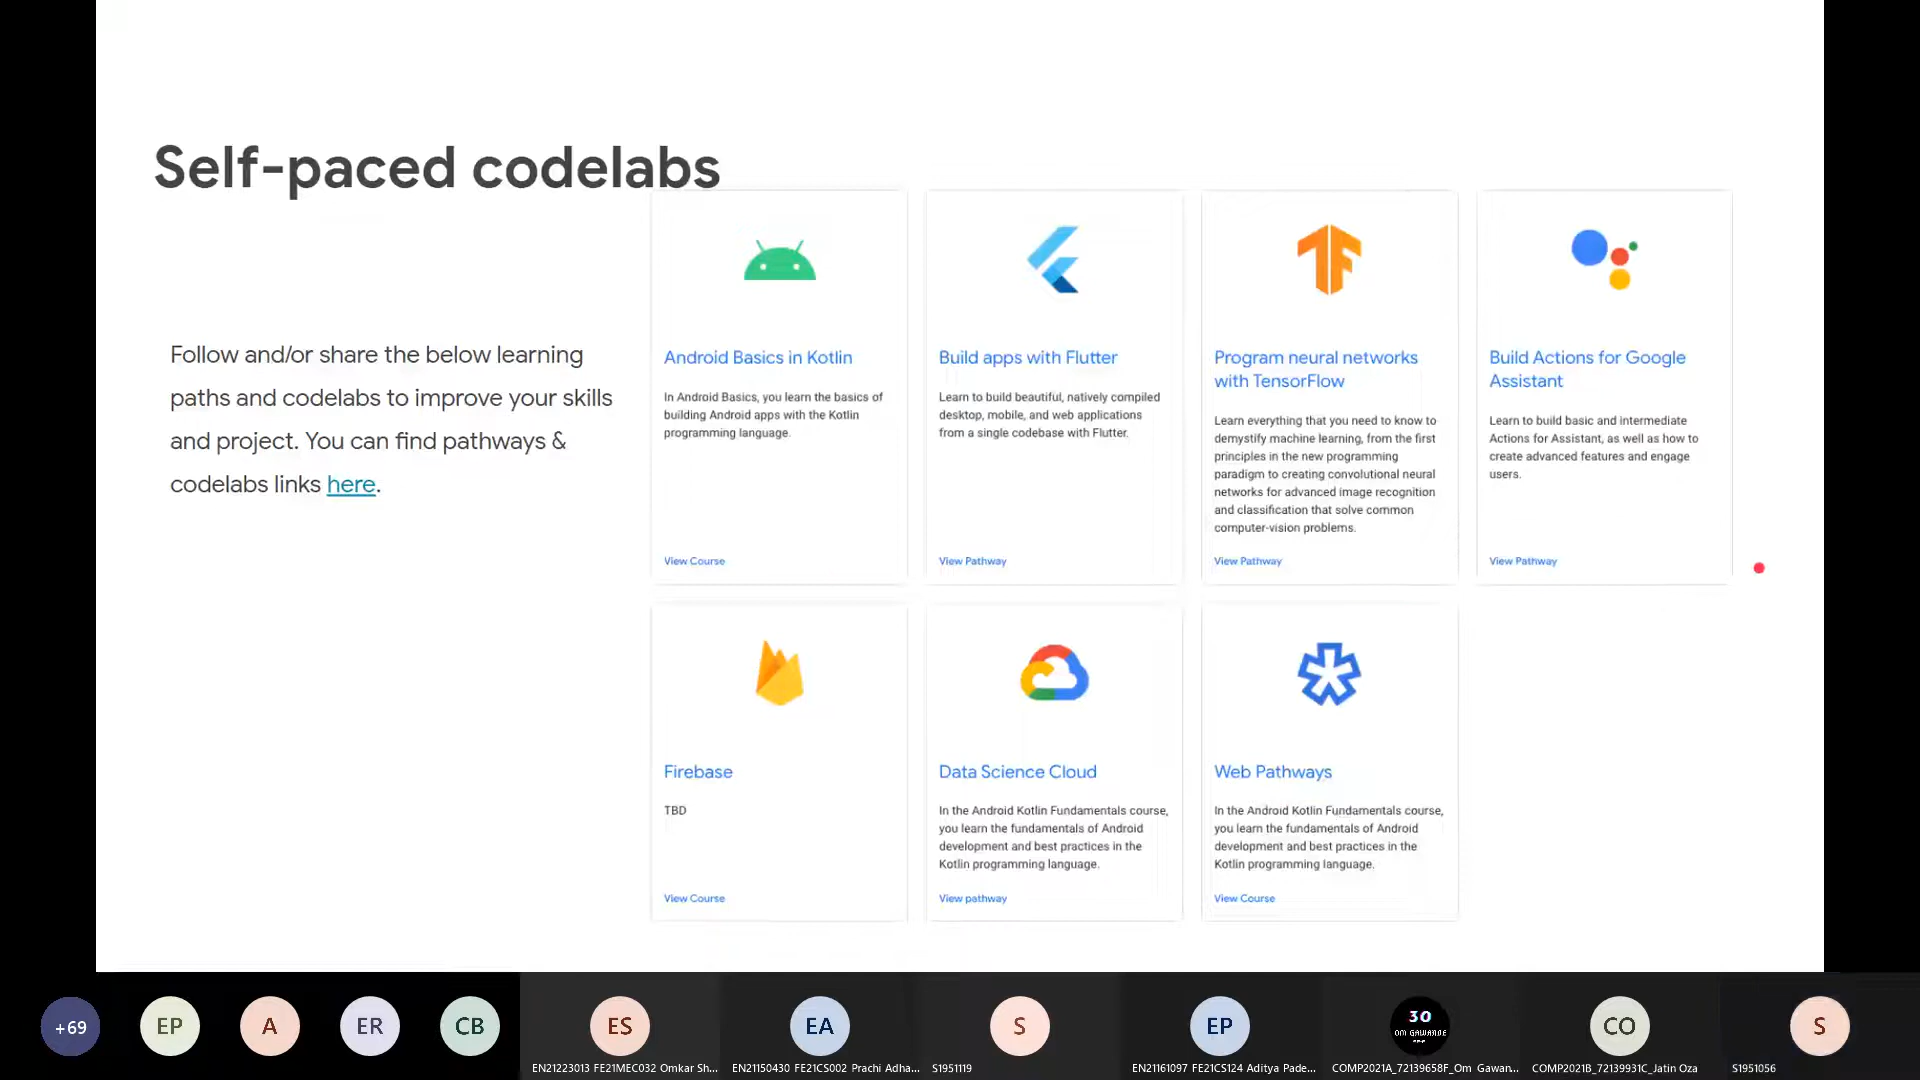 Self-paced codelabs
Follow and/or share the below learning
paths and codelabs to improve your skills
and project. You can find pathways &
codelabs links here.
Android Basics in Kotlin
In Android Basics, you learn the basics of
building Android apps with the Kotlin
programming language.
View Course
Build apps with Flutter
Learn to build beautiful, natively compiled
desktop, mobile, and web applications
from a single codebase with Flutter.
View Pathway
Program neural networks
with TensorFlow
Learn everything that you need to know to
demystify machine learning, from the first
principles in the new programming
paradigm to creating convolutional neural
networks for advanced image recognition
and classification that solve common
computer-vision problems.
View Pathway
Build Actions for Google
Assistant
Learn to build basic and intermediate
Actions for Assistant, as well as how to
create advanced features and engage
users.
View Pathway
Firebase
TBD
View Course
Data Science Cloud
In the Android Kotlin Fundamentals course,
you learn the fundamentals of Android
development and best practices in the
Kotlin programming language.
View pathway
Web Pathways
In the Android Kotlin Fundamentals course,
you learn the fundamentals of Android
development and best practices in the
Kotlin programming language.
View Course
+69
EP
A
ER
CB
ES
EN21223013 FE21MEC032 Omkar Sh...
EA
EN21150430 FE21CS002 Prachi Adha...
S
S1951119
EP
EN21161097 FE21CS124 Aditya Pade...
30
OM GAWANDE
COMP2021A_72139658F_Om Gawan...
CO
COMP2021B_72139931C_Jatin Oza
S
S1951056